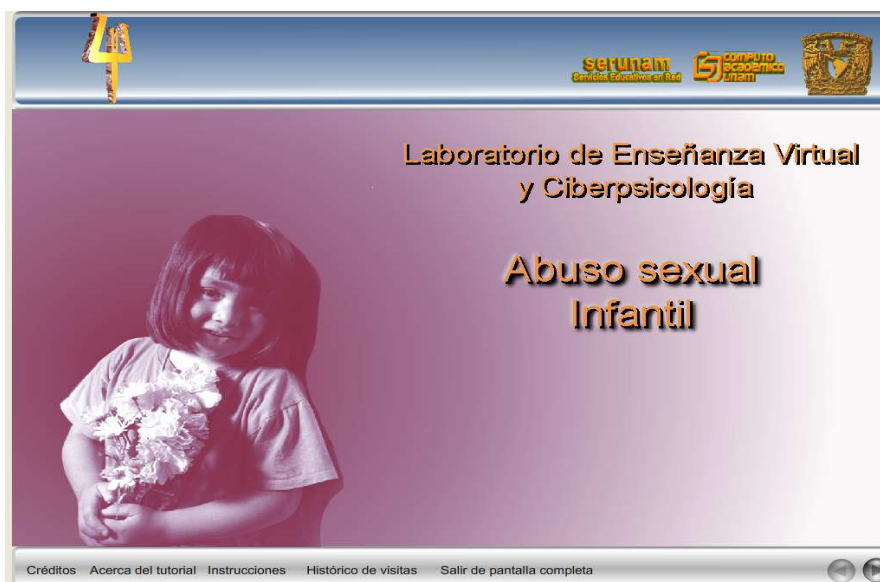 serunam
Servicios Educativos en Red
CÓMPUTO
académico
unam
Laboratorio de Enseñanza Virtual
y Ciberpsicología
Abuso sexual
Infantil
Créditos Acerca del tutorial Instrucciones Histórico de visitas Salir de pantalla completa